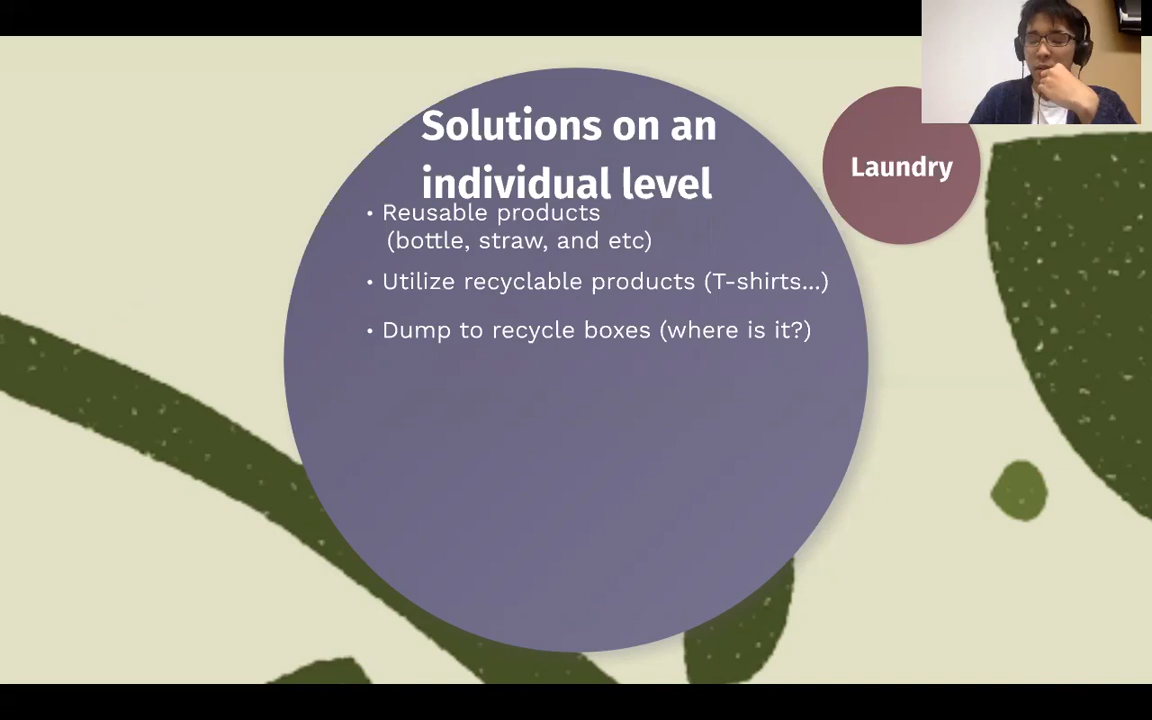 Solutions on an
individual level
• Reusable products
(bottle, straw, and etc)
• Utilize recyclable products (T-shirts...)
• Dump to recycle boxes (where is it?)
Laundry